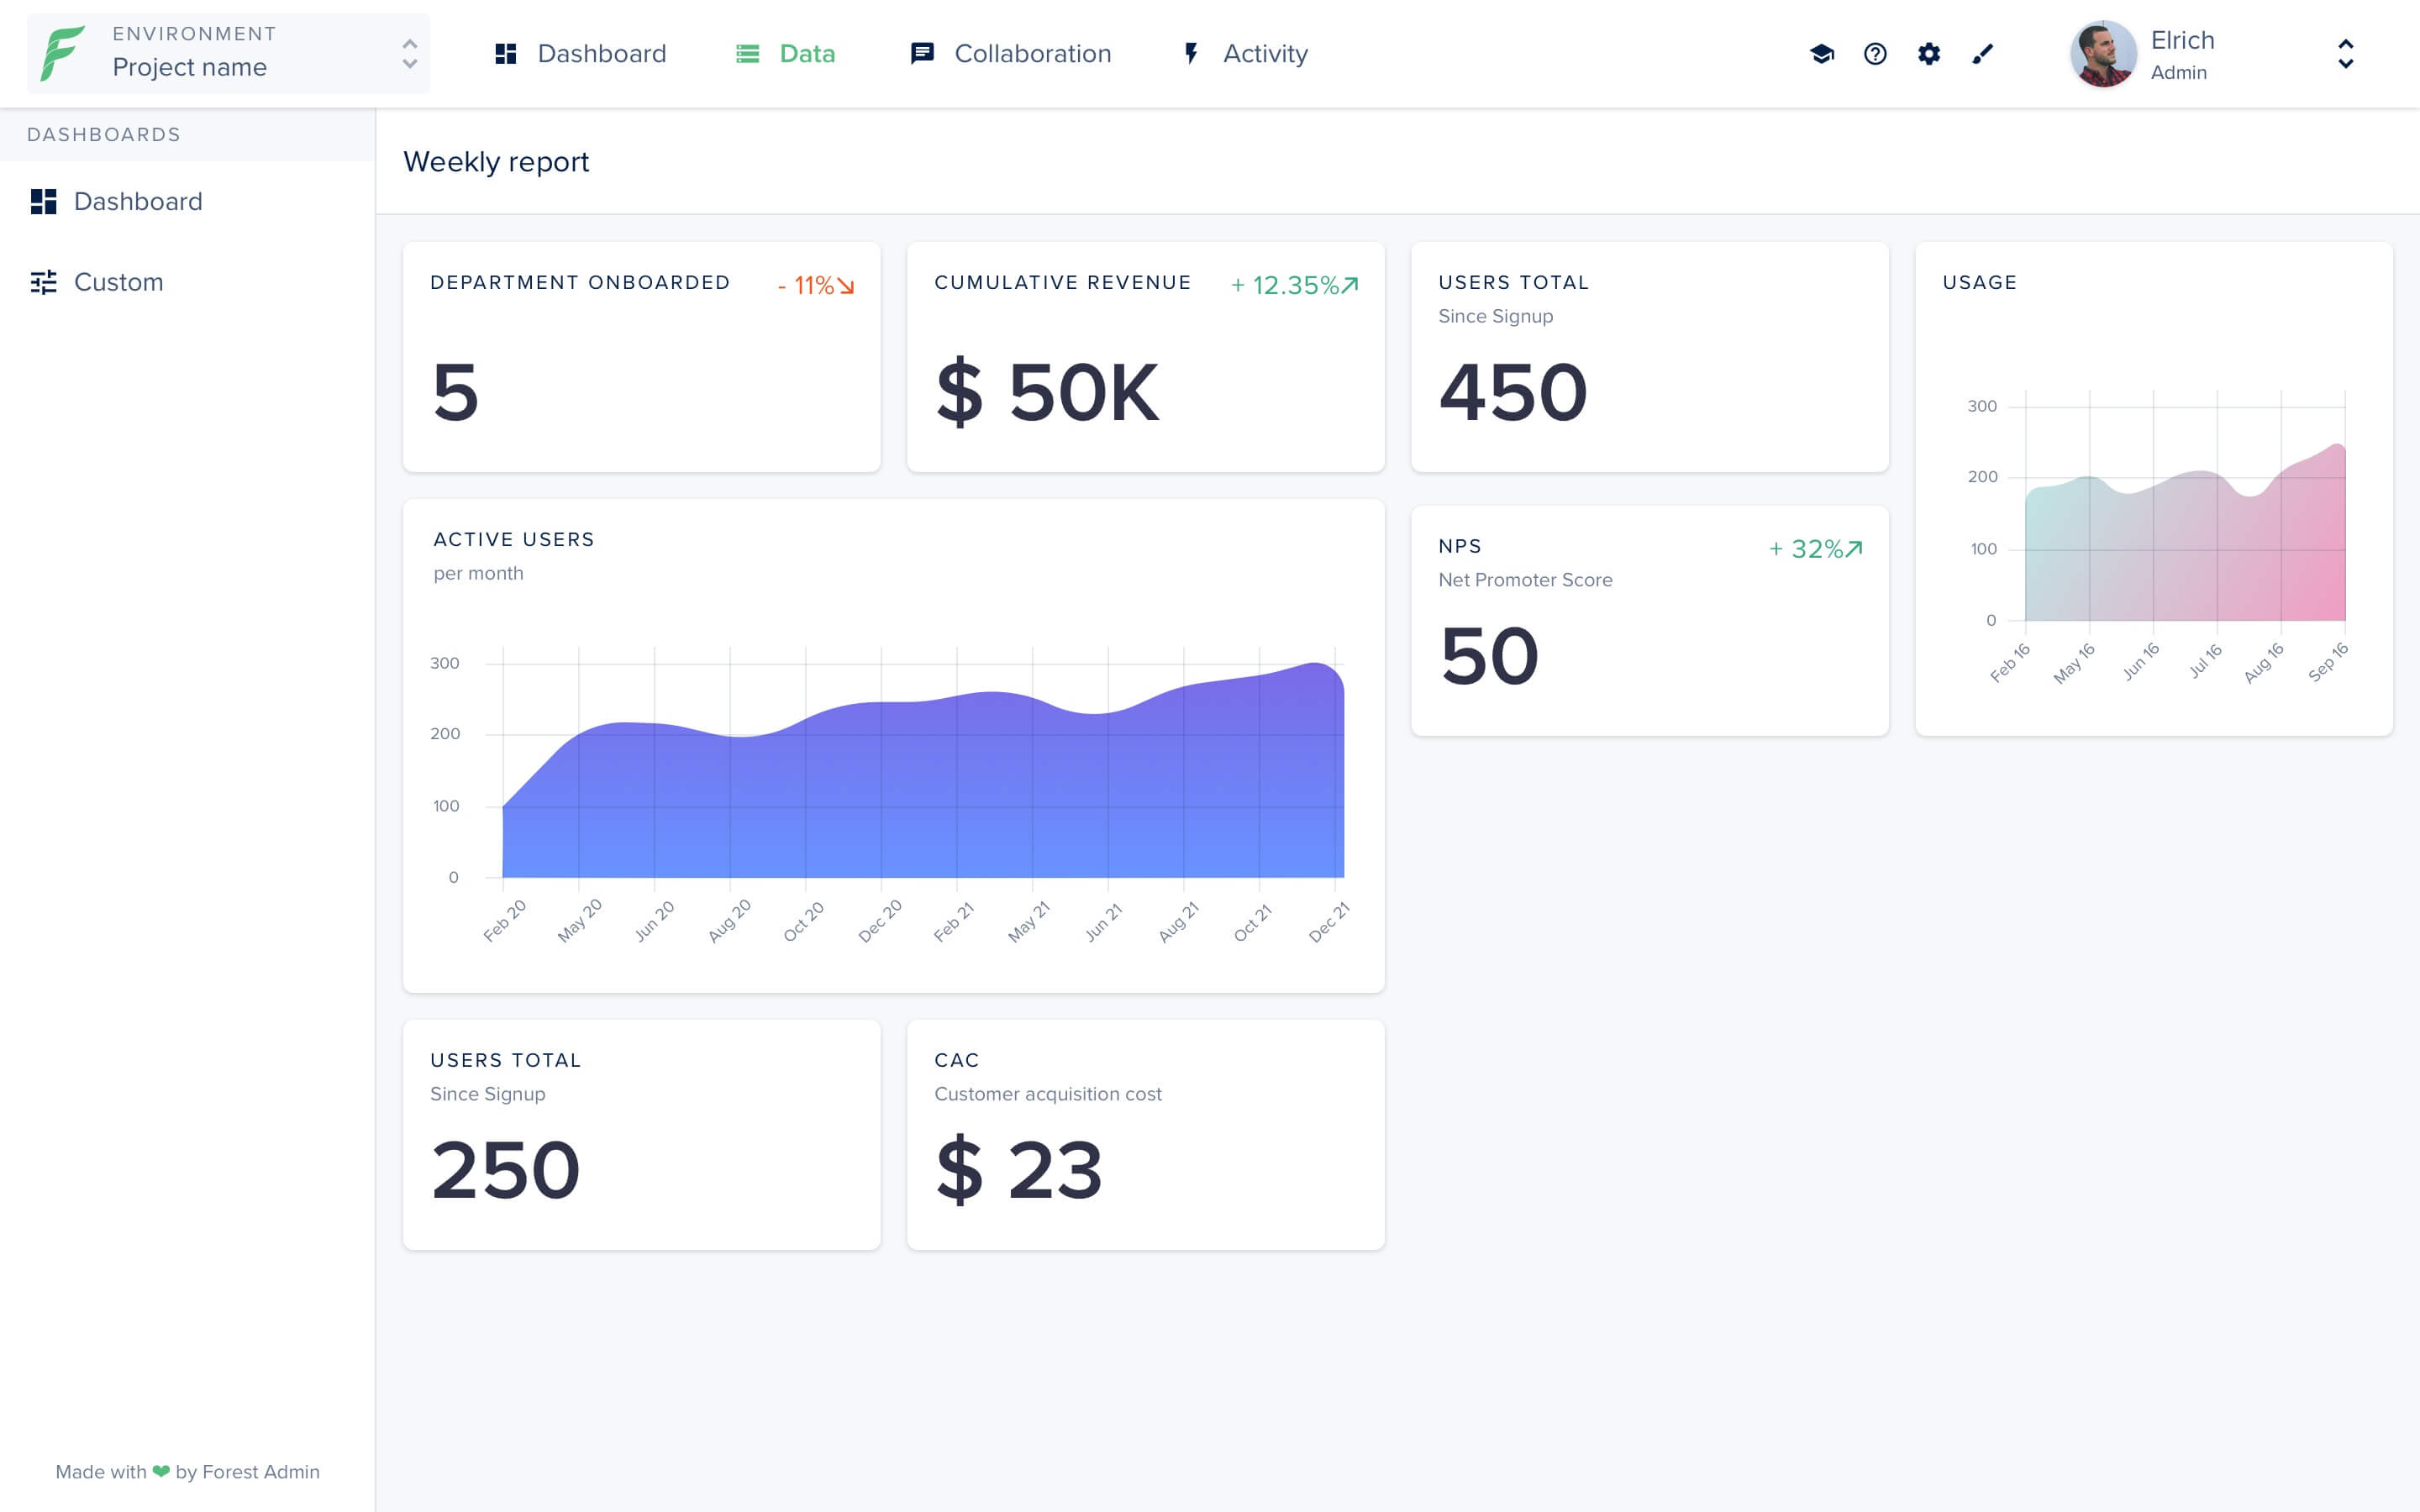 ENVIRONMENT
Project name
Dashboard
Data
Collaboration
Activity
Elrich
Admin
DASHBOARDS
Dashboard
Custom
Made with ❤ by Forest Admin
Weekly report
DEPARTMENT ONBOARDED
- 11%↘
5
CUMULATIVE REVENUE
+ 12.35%↗
$ 50K
USERS TOTAL
Since Signup
450
USAGE
300
200
100
0
Feb 16
May 16
Jun 16
Jul 16
Aug 16
Sep 16
ACTIVE USERS
per month
300
200
100
0
Feb 20
May 20
Jun 20
Aug 20
Oct 20
Dec 20
Feb 21
May 21
Jun 21
Aug 21
Oct 21
Dec 21
NPS
+ 32%↗
Net Promoter Score
50
USERS TOTAL
Since Signup
250
CAC
Customer acquisition cost
$ 23